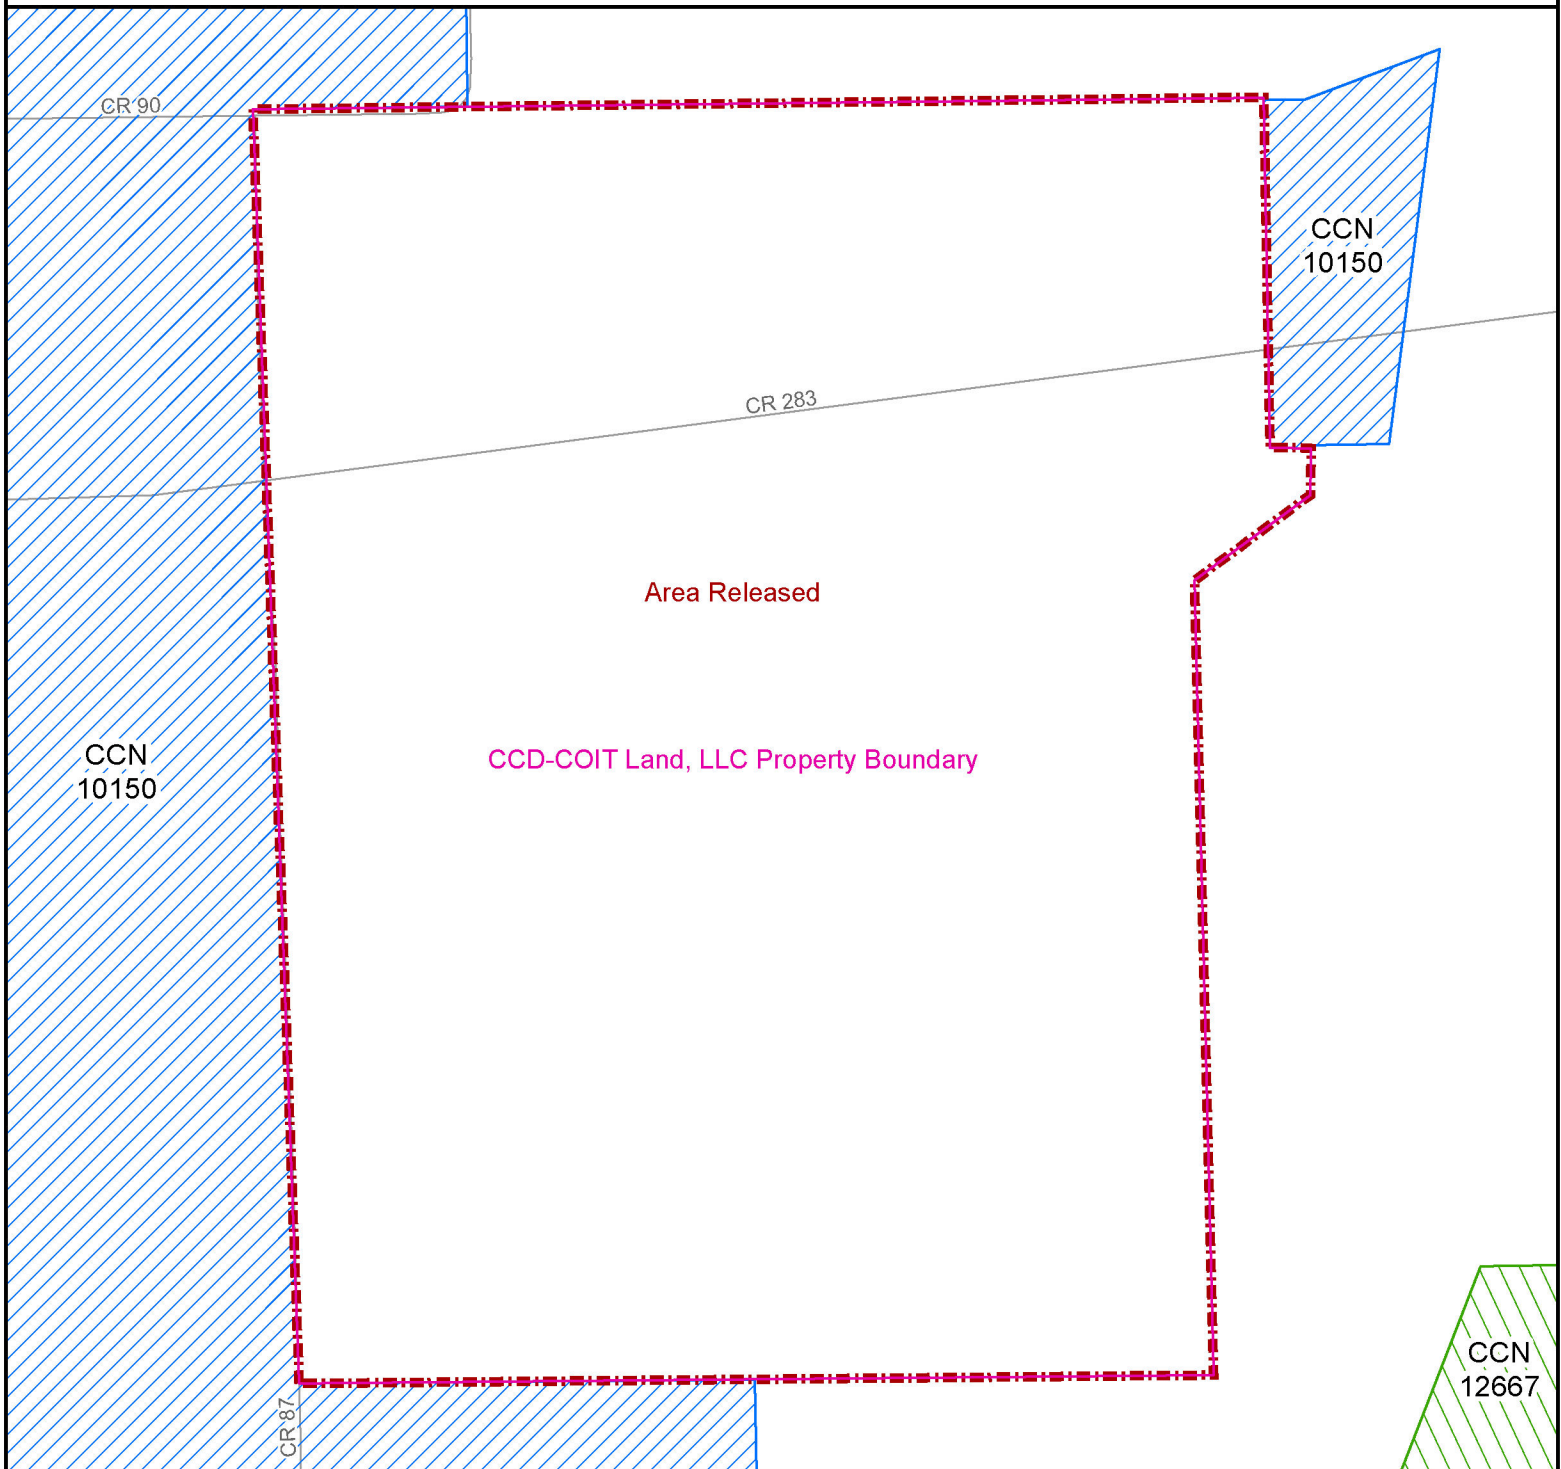 CR 90
CCN
10150
CR 283
Area Released
CCN
10150
CCD-COIT Land, LLC Property Boundary
CCN
12667
CR 87